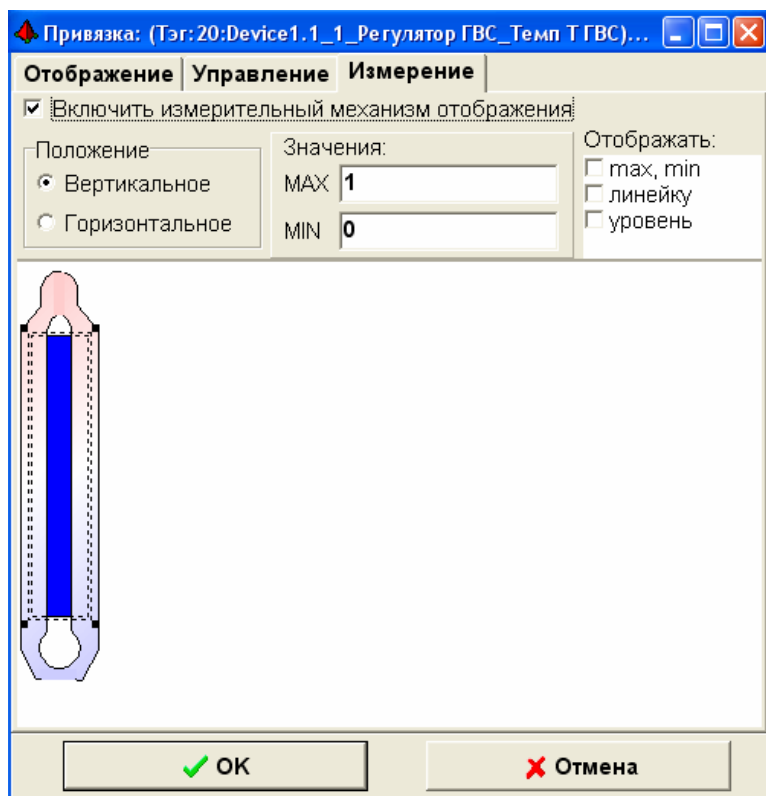 Привязка: (Тэг:20:Device1.1_1_Регулятор ГВС_Темп Т ГВС)...
Отображение Управление Измерение
Включить измерительный механизм отображения
Положение
Вертикальное
Горизонтальное
Значения:
MAX 1
MIN 0
Отображать:
max, min
линейку
уровень
OK Отмена